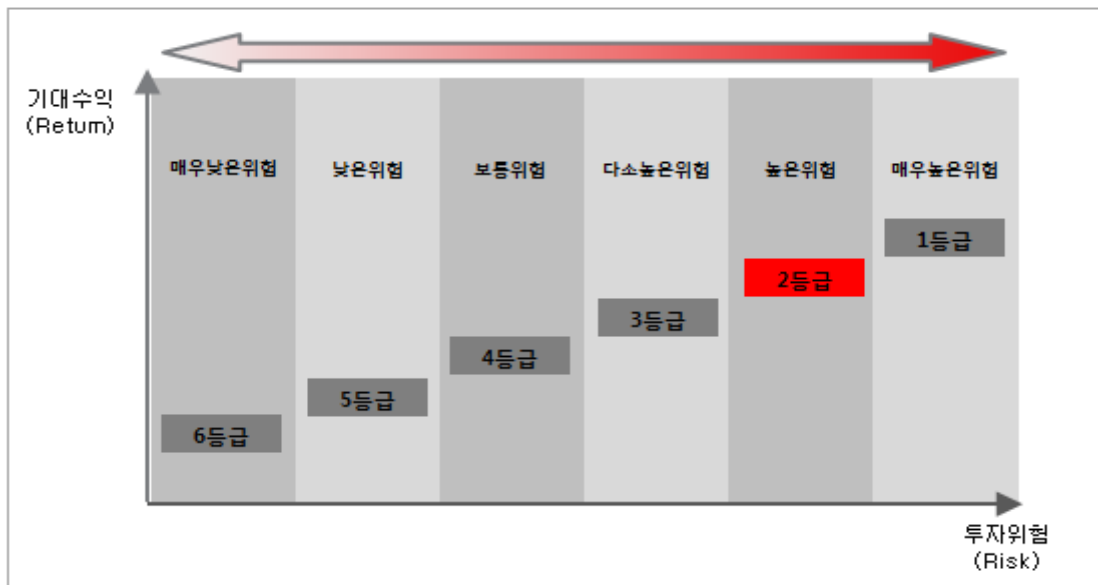 기대수익
(Return)
매우낮은위험
낮은위험
보통위험
다소높은위험
높은위험
매우높은위험
1등급
2등급
3등급
4등급
5등급
6등급
투자위험
(Risk)